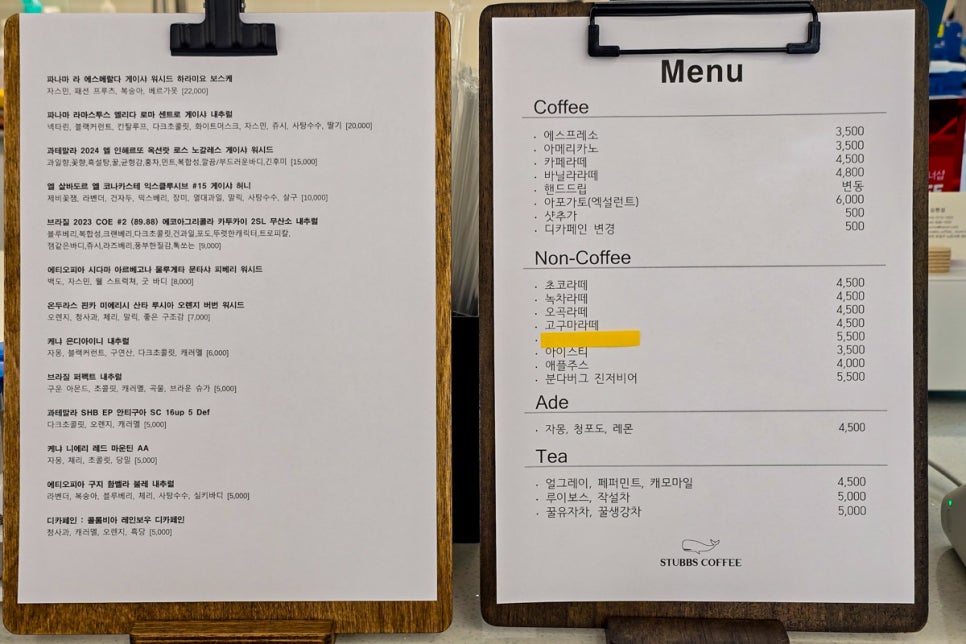 파나마 라 에스메랄다 게이샤 워시드 하라미요 보스케
자스민, 패션 프루츠, 복숭아, 베르가못 [22,000]
파나마 라마스투스 엘리다 로마 센트로 게이샤 내추럴
넥타린, 블랙커런트, 칸탈루프, 다크초콜릿, 화이트머스크, 자스민, 쥬시, 사탕수수, 딸기 [20,000]
과테말라 2024 엘 인헤르또 옥션랏 로스 노갈레스 게이샤 워시드
과일향,꽃향,흑설탕,꿀,균형감,홍차,민트,복합성,깔끔/부드러운바디,긴후미 [15,000]
엘 살바도르 엘 코나카스테 익스클루시브 #15 게이샤 허니
제비꽃잼, 라벤더, 건자두, 믹스베리, 장미, 열대과일, 말릭, 사탕수수, 살구 [10,000]
브라질 2023 COE #2 (89.88) 에코아그리콜라 카투카이 2SL 무산소 내추럴
블루베리,복합성,크랜베리,다크초콜릿,건과일,포도,뚜렷한캐릭터,트로피칼,
잼같은바디,쥬시,라즈베리,풍부한질감,톡쏘는 [9,000]
에티오피아 시다마 아르베고나 물루게타 문타샤 피베리 워시드
백도, 자스민, 웰 스트럭쳐, 굿 바디 [8,000]
온두라스 핀카 미에리시 산타 루시아 오렌지 버번 워시드
오렌지, 청사과, 체리, 말릭, 좋은 구조감 [7,000]
케냐 은디아이니 내추럴
자몽, 블랙커런트, 구연산, 다크초콜릿, 캐러멜 [6,000]
브라질 퍼펙트 내추럴
구운 아몬드, 초콜릿, 캐러멜, 곡물, 브라운 슈가 [5,000]
과테말라 SHB EP 안티구아 SC 16up 5 Def
다크초콜릿, 오렌지, 캐러멜 [5,000]
케냐 니에리 레드 마운틴 AA
자몽, 체리, 초콜릿, 당밀 [5,000]
에티오피아 구지 함벨라 불레 내추럴
라벤더, 복숭아, 블루베리, 체리, 사탕수수, 실키바디 [5,000]
디카페인 : 콜롬비아 레인보우 디카페인
청사과, 캐러멜, 오렌지, 흑당 [5,000]
Menu
Coffee
· 에스프레소 3,500
· 아메리카노 3,500
· 카페라떼 4,500
· 바닐라라떼 4,800
· 핸드드립 변동
· 아포가토(엑설런트) 6,000
· 샷추가 500
· 디카페인 변경 500
Non-Coffee
· 초코라떼 4,500
· 녹차라떼 4,500
· 오곡라떼 4,500
· 고구마라떼 4,500
· 5,500
· 아이스티 3,500
· 애플주스 4,000
· 분다버그 진저비어 5,500
Ade
· 자몽, 청포도, 레몬 4,500
Tea
· 얼그레이, 페퍼민트, 캐모마일 4,500
· 루이보스, 작설차 5,000
· 꿀유자차, 꿀생강차 5,000
STUBBS COFFEE